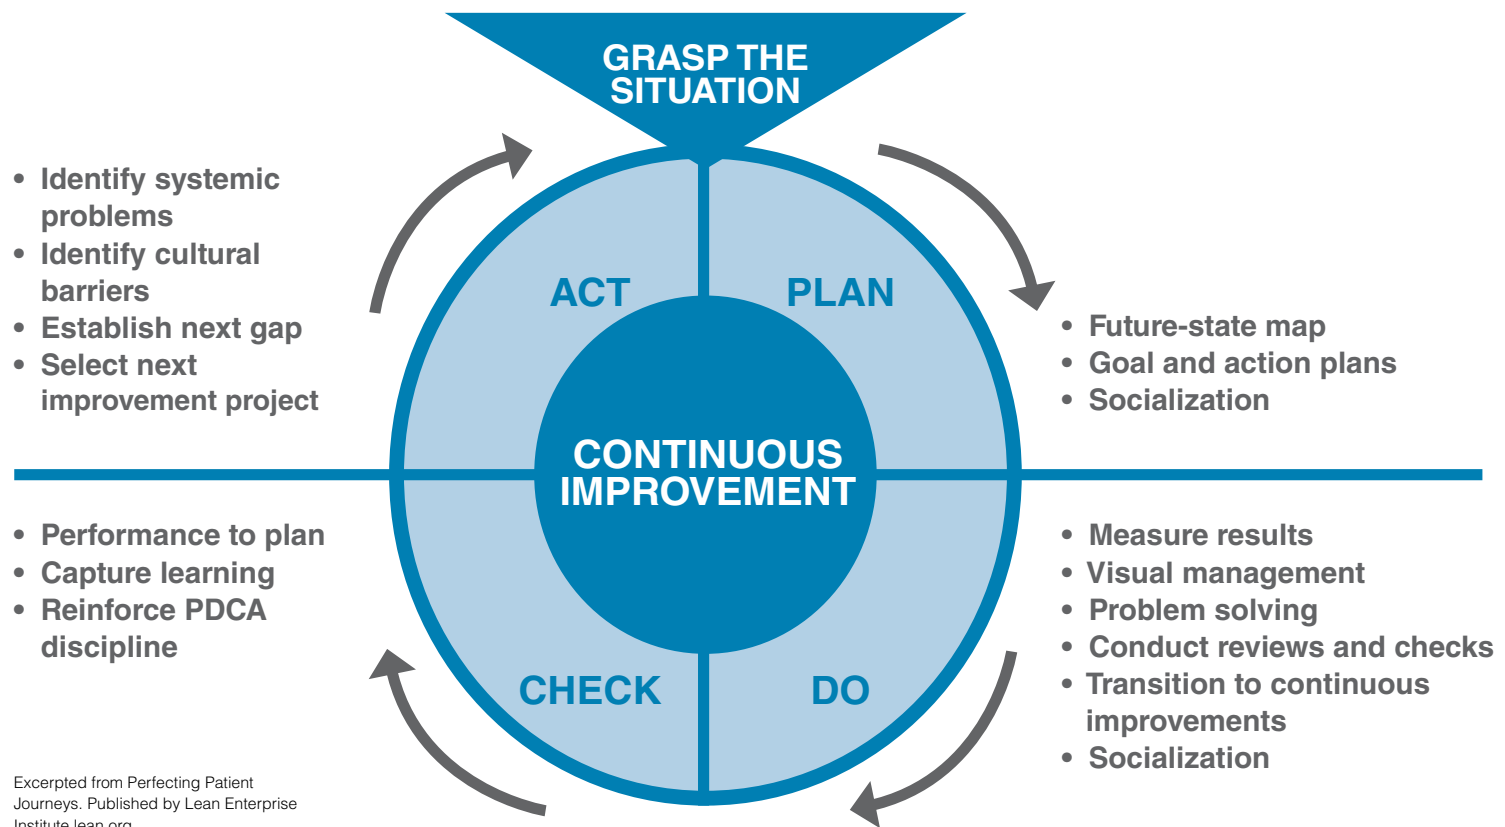 GRASP THE
SITUATION
• Identify systemic
problems
• Identify cultural
barriers
• Establish next gap
• Select next
improvement project
ACT
PLAN
• Future-state map
• Goal and action plans
• Socialization
CONTINUOUS
IMPROVEMENT
• Performance to plan
• Capture learning
• Reinforce PDCA
discipline
CHECK
DO
• Measure results
• Visual management
• Problem solving
• Conduct reviews and checks
• Transition to continuous
improvements
• Socialization
Excerpted from Perfecting Patient
Journeys. Published by Lean Enterprise
Institute lean.org